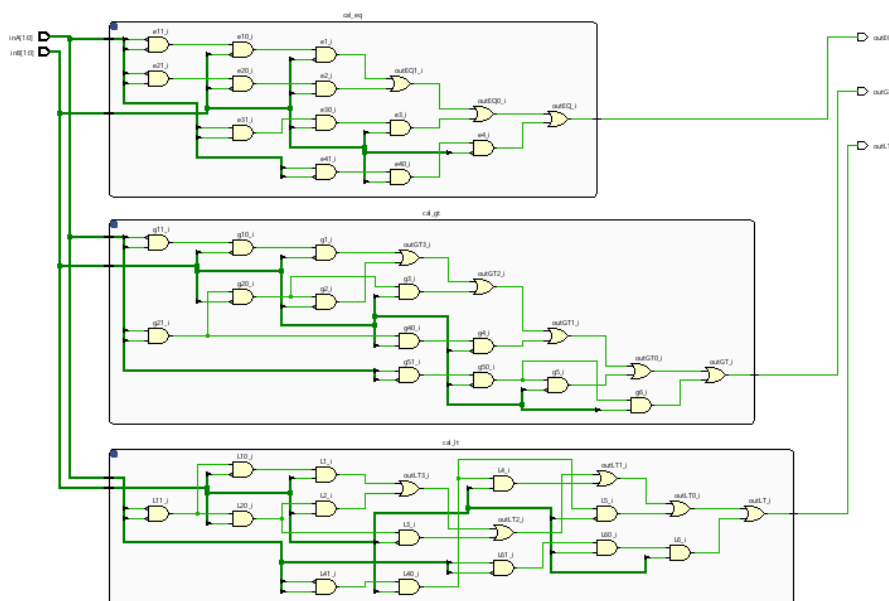 cal_eq
inA[1:0]
inB[1:0]
e11_i
e10_i
e1_i
outE
e21_i
e20_i
e2_i
outEQ1_i
e31_i
e30_i
e3_i
outEQ0_i
outEQ_i
e4_i
e41_i
e40_i
outG
outLT
cal_gt
g11_i
g10_i
g1_i
outGT3_i
g20_i
g2_i
g3_i
outGT2_i
g21_i
g40_i
g4_i
outGT1_i
g51_i
g50_i
g5_i
outGT0_i
outGT_i
g6_i
cal_lt
L10_i
L1_i
outLT3_i
L4_i
outLT1_i
L11_i
L20_i
L2_i
L5_i
outLT0_i
outLT_i
L3_i
outLT2_i
L60_i
L6_i
L61_i
L41_i
L40_i